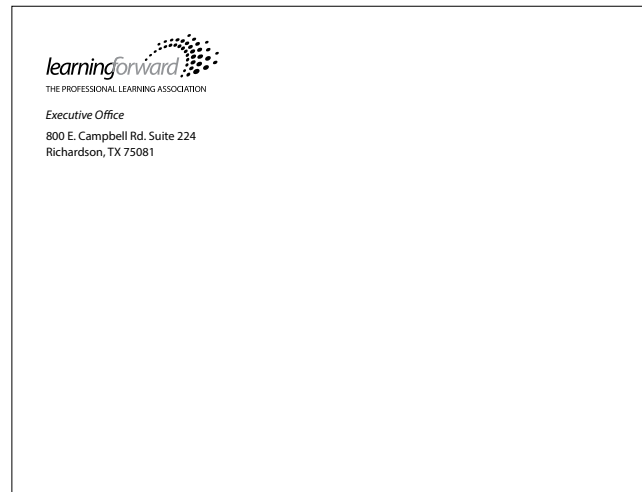 learningforward
THE PROFESSIONAL LEARNING ASSOCIATION
Executive Office
800 E. Campbell Rd. Suite 224
Richardson, TX 75081